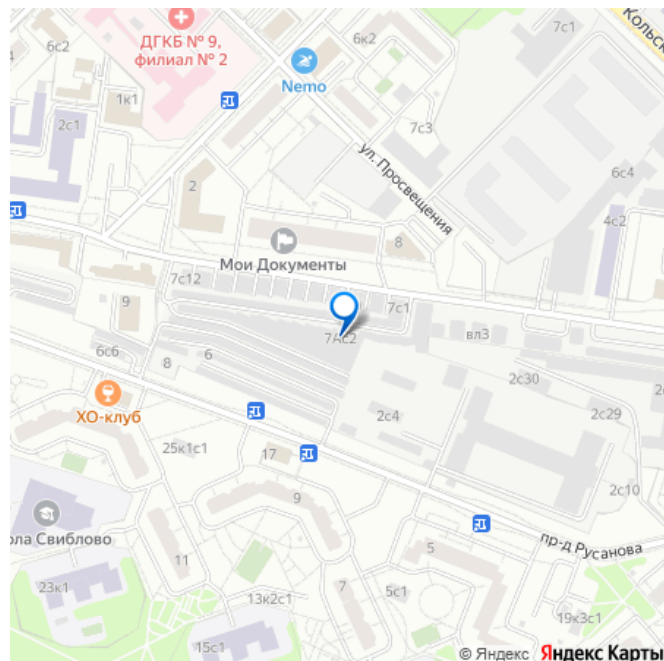 7с1
Кольск
6к2
ДГКБ № 9,
филиал № 2
6с2
Nemo
1к1
2с1
7с3
ул. Просвещения
6с4
2
4с2
8
Мои Документы
7с12
7с1
9
7Ас2
вл3
6с6
8
6
2с30
ХО-клуб
2с4
2с29
25к1с1
17
9
2с10
ола Свиблово
пр-д Русанова
11
5
23к1
7
5с1
13к2с1
19к3с1
15с1
© Яндекс Яндекс Карты